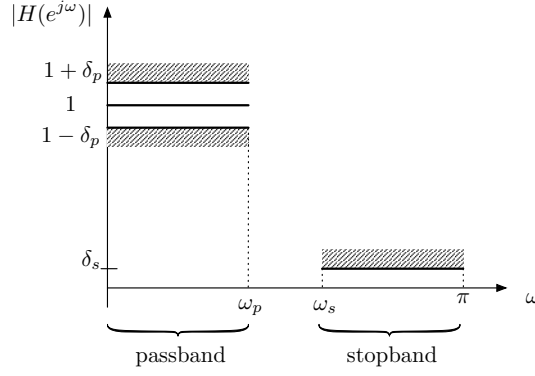 |H(e^{jω})|
1 + δ_p
1
1 − δ_p
δ_s
ω_p ω_s π ω
passband stopband